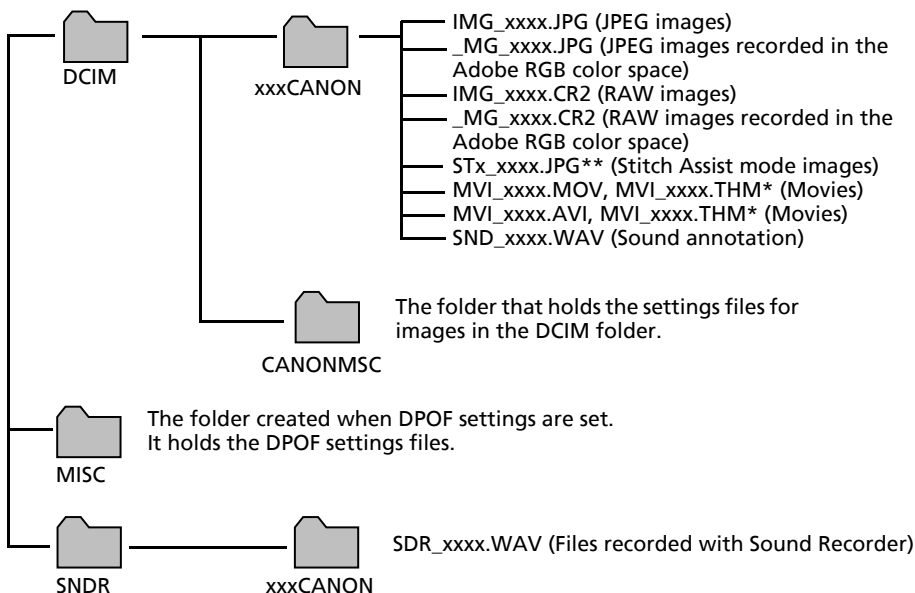 DCIM
xxxCANON
IMG_xxxx.JPG (JPEG images)
_MG_xxxx.JPG (JPEG images recorded in the
Adobe RGB color space)
IMG_xxxx.CR2 (RAW images)
_MG_xxxx.CR2 (RAW images recorded in the
Adobe RGB color space)
STx_xxxx.JPG** (Stitch Assist mode images)
MVI_xxxx.MOV, MVI_xxxx.THM* (Movies)
MVI_xxxx.AVI, MVI_xxxx.THM* (Movies)
SND_xxxx.WAV (Sound annotation)
CANONMSC
The folder that holds the settings files for
images in the DCIM folder.
MISC
The folder created when DPOF settings are set.
It holds the DPOF settings files.
SNDR
xxxCANON
SDR_xxxx.WAV (Files recorded with Sound Recorder)